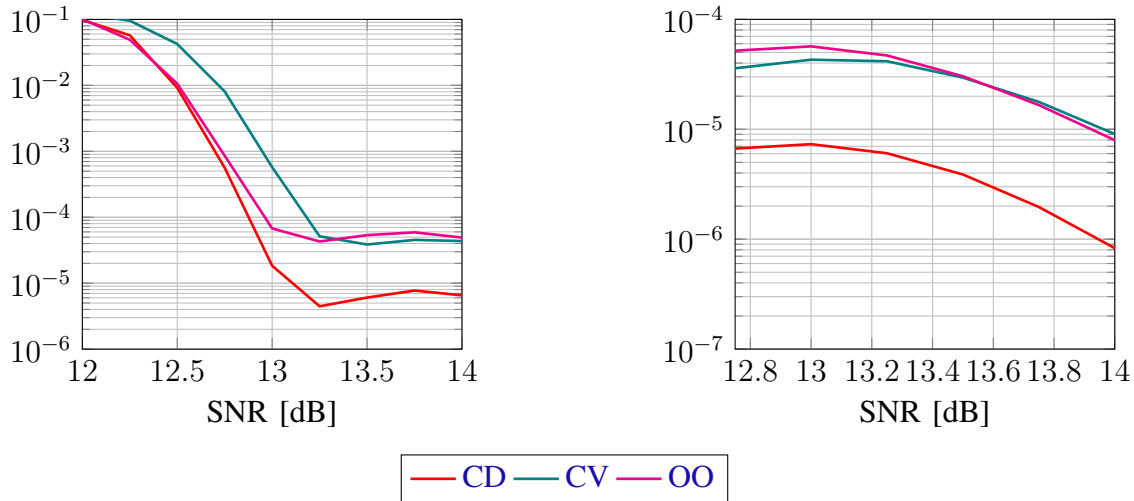 10^{-1}
10^{-2}
10^{-3}
10^{-4}
10^{-5}
10^{-6}
12 12.5 13 13.5 14
SNR [dB]
10^{-4}
10^{-5}
10^{-6}
10^{-7}
12.8 13 13.2 13.4 13.6 13.8 14
SNR [dB]
CD CV OO